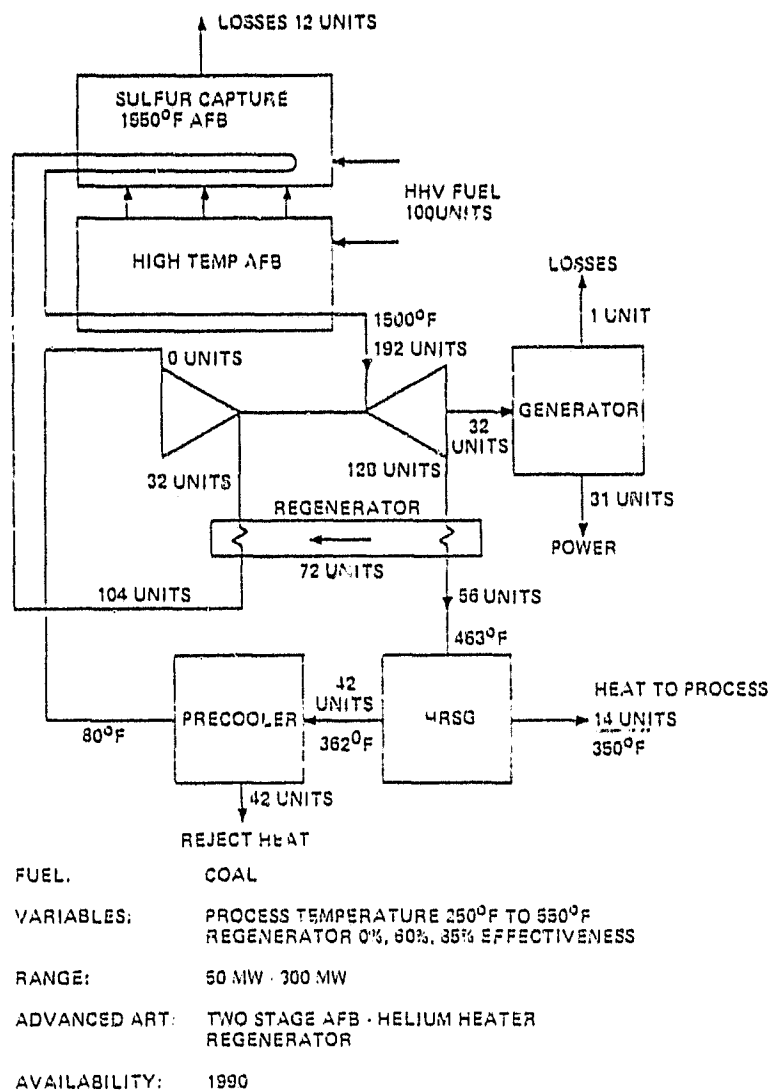 LOSSES 12 UNITS
SULFUR CAPTURE
1550°F AFB
HHV FUEL
100 UNITS
HIGH TEMP AFB
LOSSES
1 UNIT
1500°F
192 UNITS
0 UNITS
GENERATOR
32
UNITS
32 UNITS
128 UNITS
31 UNITS
POWER
REGENERATOR
72 UNITS
104 UNITS
56 UNITS
463°F
42
UNITS
HEAT TO PROCESS
PRECOOLER
HRSG
14 UNITS
80°F
362°F
350°F
42 UNITS
REJECT HEAT
FUEL. COAL
VARIABLES: PROCESS TEMPERATURE 250°F TO 550°F
REGENERATOR 0%, 60%, 85% EFFECTIVENESS
RANGE: 50 MW - 300 MW
ADVANCED ART: TWO STAGE AFB - HELIUM HEATER
REGENERATOR
AVAILABILITY: 1990